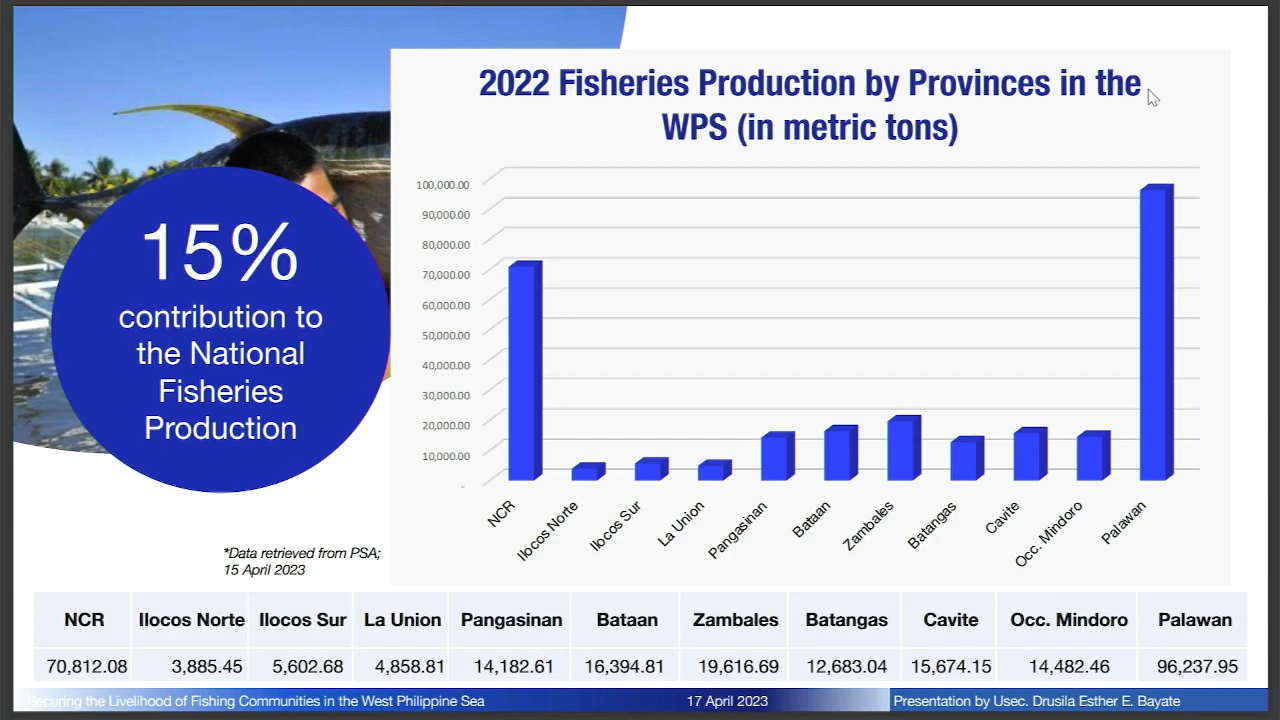 2022 Fisheries Production by Provinces in the
WPS (in metric tons)
15%
contribution to
the National
Fisheries
Production
100,000.00
90,000.00
80,000.00
70,000.00
60,000.00
50,000.00
40,000.00
30,000.00
20,000.00
10,000.00
-
NCR
Ilocos Norte
Ilocos Sur
La Union
Pangasinan
Bataan
Zambales
Batangas
Cavite
Occ. Mindoro
Palawan
*Data retrieved from PSA;
15 April 2023
NCR Ilocos Norte Ilocos Sur La Union Pangasinan Bataan Zambales Batangas Cavite Occ. Mindoro Palawan
70,812.08 3,885.45 5,602.68 4,858.81 14,182.61 16,394.81 19,616.69 12,683.04 15,674.15 14,482.46 96,237.95
Securing the Livelihood of Fishing Communities in the West Philippine Sea 17 April 2023 Presentation by Usec. Drusila Esther E. Bayate